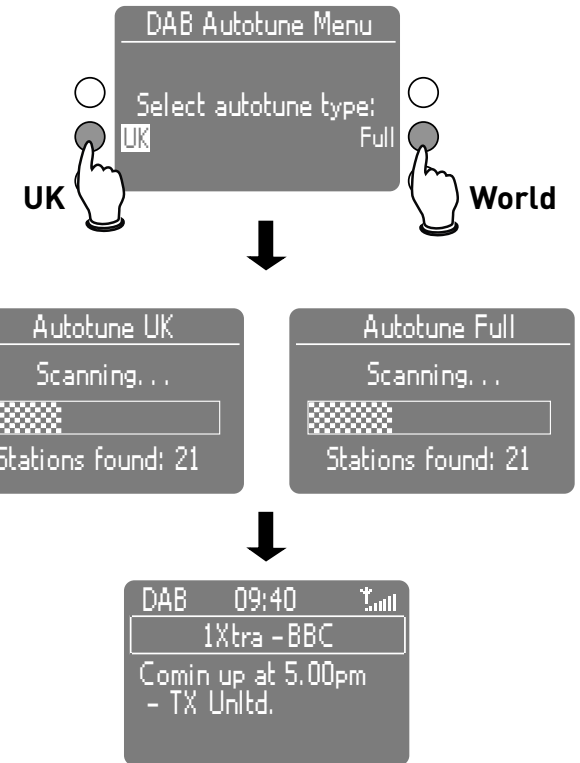 DAB Autotune Menu
Select autotune type:
UK Full
UK World
Autotune UK
Scanning...
Stations found: 21
Autotune Full
Scanning...
Stations found: 21
DAB 09:40
1Xtra – BBC
Comin up at 5.00pm
– TX Unltd.